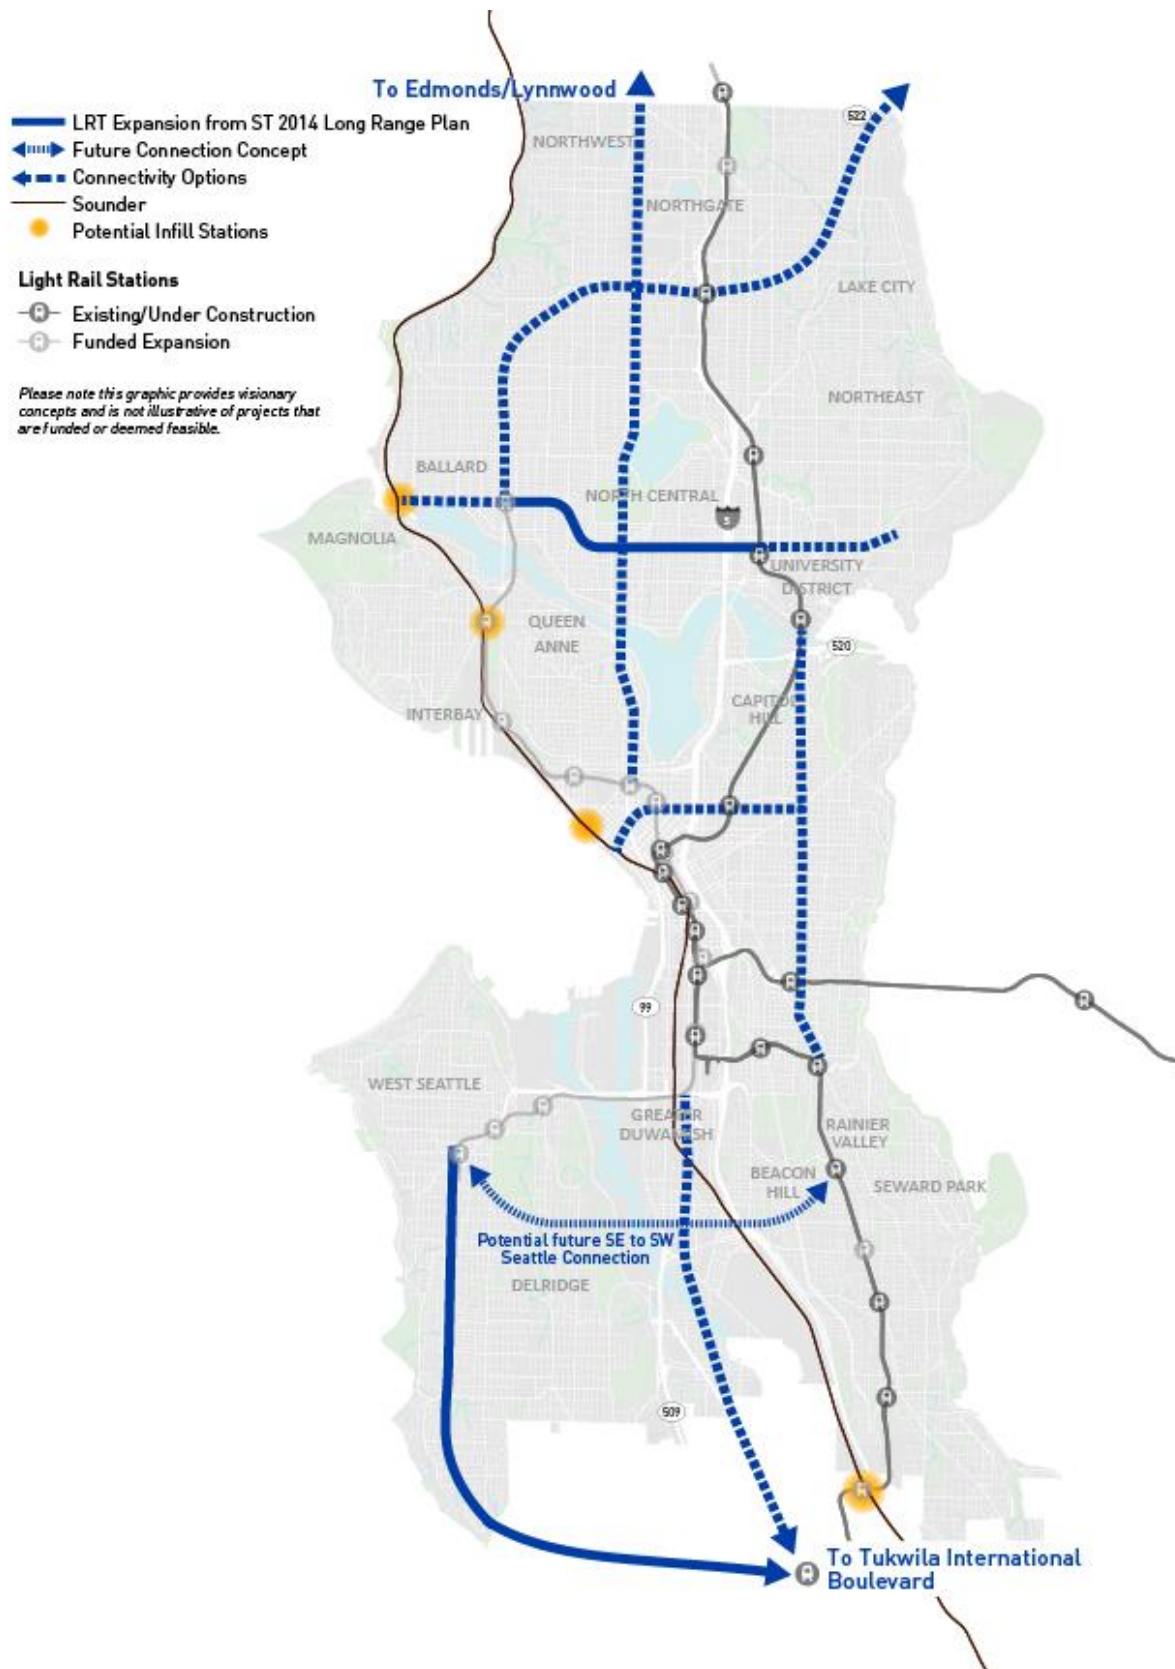 To Edmonds/Lynnwood
LRT Expansion from ST 2014 Long Range Plan
Future Connection Concept
Connectivity Options
Sounder
Potential Infill Stations
Light Rail Stations
Existing/Under Construction
Funded Expansion
Please note this graphic provides visionary
concepts and is not illustrative of projects that
are funded or deemed feasible.
522
NORTHWEST
NORTHGATE
LAKE CITY
NORTHEAST
BALLARD
NORTH CENTRAL
5
MAGNOLIA
UNIVERSITY
DISTRICT
QUEEN
ANNE
520
CAPITOL
HILL
INTERBAY
99
WEST SEATTLE
GREATER
DUWAMISH
RAINIER
VALLEY
BEACON
HILL
SEWARD PARK
Potential future SE to SW
Seattle Connection
DELRIDGE
509
To Tukwila International
Boulevard